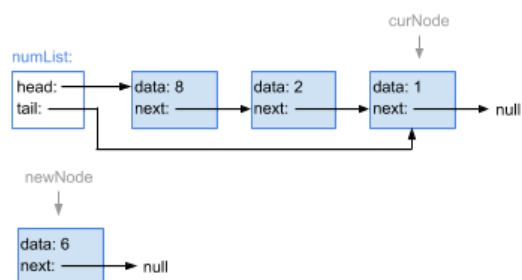 curNode
numList:
head:
tail:
data: 8
next:
data: 2
next:
data: 1
next:
null
newNode
data: 6
next:
null